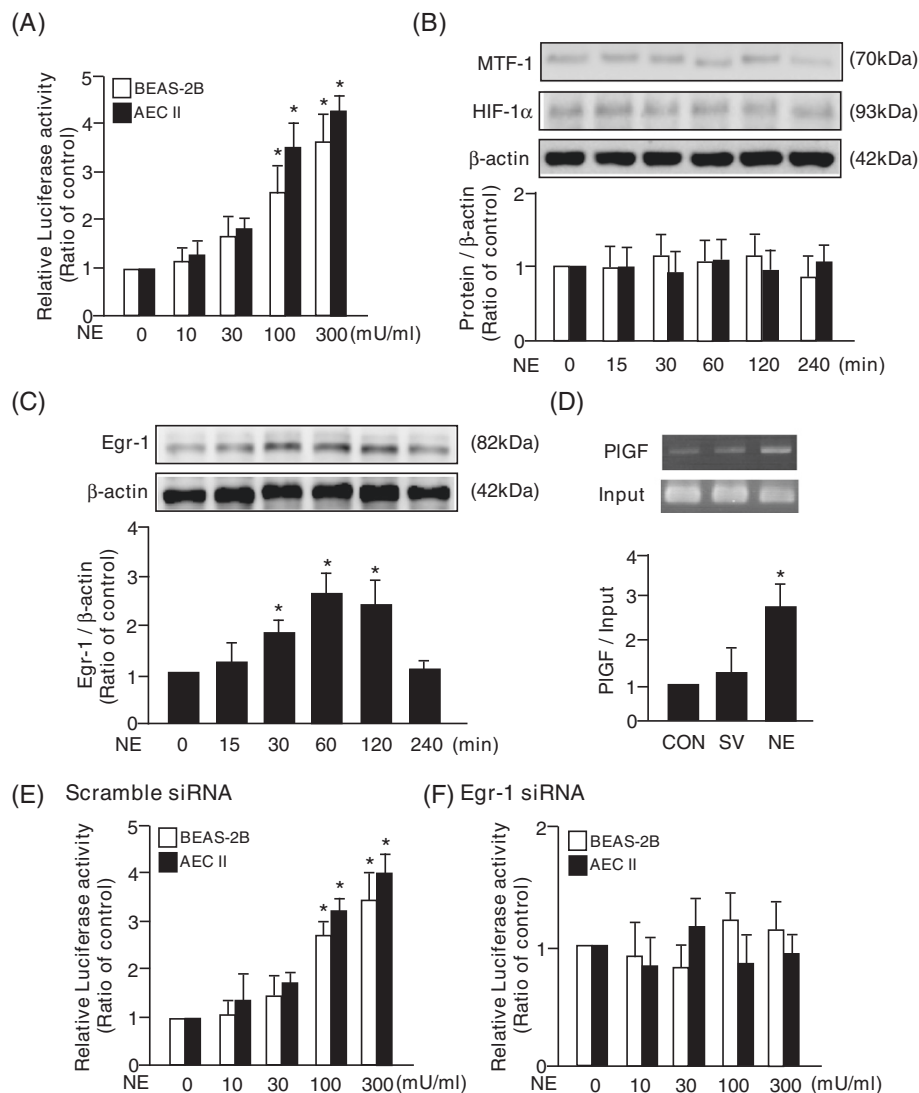 (A)
Relative Luciferase activity
(Ratio of control)
5
4
3
2
1
0
BEAS-2B
AEC II
* * * *
NE 0 10 30 100 300 (mU/ml)
(B)
MTF-1 (70kDa)
HIF-1α (93kDa)
β-actin (42kDa)
Protein / β-actin
(Ratio of control)
2
1
0
NE 0 15 30 60 120 240 (min)
(C)
Egr-1 (82kDa)
β-actin (42kDa)
Egr-1 / β-actin
(Ratio of control)
4
3
2
1
0
* * *
NE 0 15 30 60 120 240 (min)
(D)
PlGF
Input
PlGF / Input
4
3
2
1
0
*
CON SV NE
(E) Scramble siRNA
Relative Luciferase activity
(Ratio of control)
5
4
3
2
1
0
BEAS-2B
AEC II
* * * *
NE 0 10 30 100 300 (mU/ml)
(F) Egr-1 siRNA
Relative Luciferase activity
(Ratio of control)
2
1
0
BEAS-2B
AEC II
NE 0 10 30 100 300 (mU/ml)